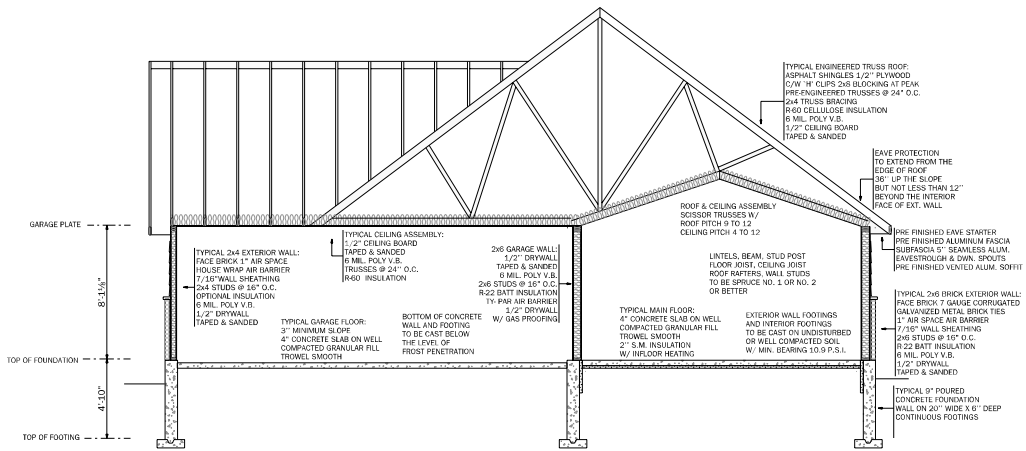 TYPICAL ENGINEERED TRUSS ROOF:
ASPHALT SHINGLES 1/2" PLYWOOD
C/W 'H' CLIPS 2x8 BLOCKING AT PEAK
PRE-ENGINEERED TRUSSES @ 24" O.C.
2x4 TRUSS BRACING
R-60 CELLULOSE INSULATION
6 MIL. POLY V.B.
1/2" CEILING BOARD
TAPED & SANDED
EAVE PROTECTION
TO EXTEND FROM THE
EDGE OF ROOF
36" UP THE SLOPE
BUT NOT LESS THAN 12"
BEYOND THE INTERIOR
FACE OF EXT. WALL
GARAGE PLATE
ROOF & CEILING ASSEMBLY
SCISSOR TRUSSES W/
ROOF PITCH 9 TO 12
CEILING PITCH 4 TO 12
PRE FINISHED EAVE STARTER
PRE FINISHED ALUMINUM FASCIA
SUBFASCIA 5" SEAMLESS ALUM.
EAVESTROUGH & DWN. SPOUTS
PRE FINISHED VENTED ALUM. SOFFIT
TYPICAL CEILING ASSEMBLY:
1/2" CEILING BOARD
TAPED & SANDED
6 MIL. POLY V.B.
TRUSSES @ 24" O.C.
R-60 INSULATION
TYPICAL 2x4 EXTERIOR WALL:
FACE BRICK 1" AIR SPACE
HOUSE WRAP AIR BARRIER
7/16"WALL SHEATHING
2x4 STUDS @ 16" O.C.
OPTIONAL INSULATION
6 MIL. POLY V.B.
1/2" DRYWALL
TAPED & SANDED
2x6 GARAGE WALL:
1/2" DRYWALL
TAPED & SANDED
6 MIL. POLY V.B.
2x6 STUDS @ 16" O.C.
R-22 BATT INSULATION
TY-PAR AIR BARRIER
1/2" DRYWALL
W/ GAS PROOFING
LINTELS, BEAM, STUD POST
FLOOR JOIST, CEILING JOIST
ROOF RAFTERS, WALL STUDS
TO BE SPRUCE NO. 1 OR NO. 2
OR BETTER
8'-1⅛"
TYPICAL 2x6 BRICK EXTERIOR WALL:
FACE BRICK 7 GAUGE CORRUGATED
GALVANIZED METAL BRICK TIES
1" AIR SPACE AIR BARRIER
7/16" WALL SHEATHING
2x6 STUDS @ 16" O.C.
R-22 BATT INSULATION
6 MIL. POLY V.B.
1/2" DRYWALL
TAPED & SANDED
TYPICAL GARAGE FLOOR:
3" MINIMUM SLOPE
4" CONCRETE SLAB ON WELL
COMPACTED GRANULAR FILL
TROWEL SMOOTH
BOTTOM OF CONCRETE
WALL AND FOOTING
TO BE CAST BELOW
THE LEVEL OF
FROST PENETRATION
TYPICAL MAIN FLOOR:
4" CONCRETE SLAB ON WELL
COMPACTED GRANULAR FILL
TROWEL SMOOTH
2" S.M. INSULATION
W/ INFLOOR HEATING
EXTERIOR WALL FOOTINGS
AND INTERIOR FOOTINGS
TO BE CAST ON UNDISTURBED
OR WELL COMPACTED SOIL
W/ MIN. BEARING 10.9 P.S.I.
TOP OF FOUNDATION
4'-10"
TYPICAL 9" POURED
CONCRETE FOUNDATION
WALL ON 20" WIDE X 6" DEEP
CONTINUOUS FOOTINGS
TOP OF FOOTING